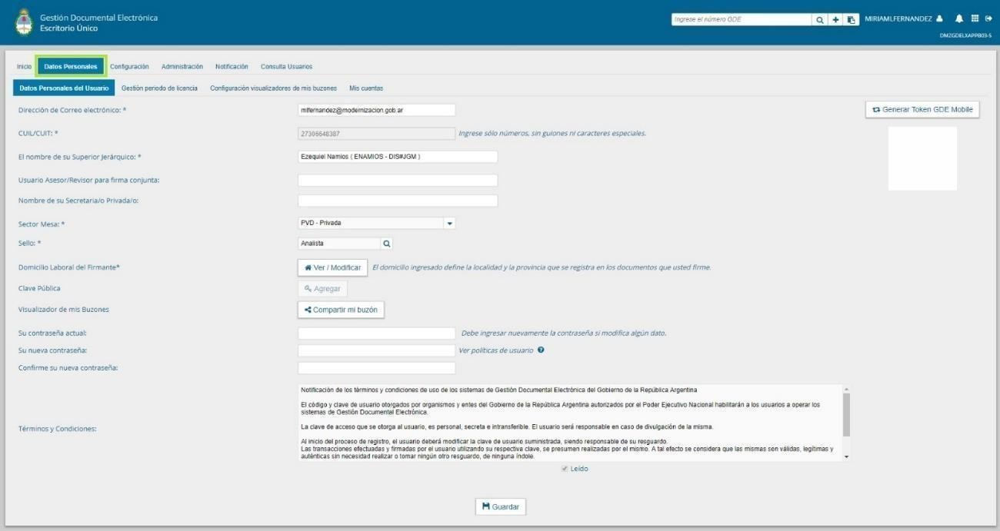 Gestión Documental Electrónica
Escritorio Único
Ingrese el número GDE
MIRIAMLFERNANDEZ
DMZGDELXAPPB03-S
Inicio Datos Personales Configuración Administración Notificación Consulta Usuarios
Datos Personales del Usuario Gestión periodo de licencia Configuración visualizadores de mis buzones Mis cuentas
Dirección de Correo electrónico: * mlfernandez@modernizacion.gob.ar Generar Token GDE Mobile
CUIL/CUIT: * 27306648387 Ingrese sólo números, sin guiones ni caracteres especiales.
El nombre de su Superior Jerárquico: * Ezequiel Namios ( ENAMIOS - DIS#JGM )
Usuario Asesor/Revisor para firma conjunta:
Nombre de su Secretaria/o Privada/o:
Sector Mesa: * PVD - Privada
Sello: * Analista
Domicilio Laboral del Firmante* Ver / Modificar El domicilio ingresado define la localidad y la provincia que se registra en los documentos que usted firme.
Clave Pública Agregar
Visualizador de mis Buzones Compartir mi buzón
Su contraseña actual: Debe ingresar nuevamente la contraseña si modifica algún dato.
Su nueva contraseña: Ver políticas de usuario
Confirme su nueva contraseña:
Términos y Condiciones:
Notificación de los términos y condiciones de uso de los sistemas de Gestión Documental Electrónica del Gobierno de la República Argentina
El código y clave de usuario otorgados por organismos y entes del Gobierno de la República Argentina autorizados por el Poder Ejecutivo Nacional habilitarán a los usuarios a operar los
sistemas de Gestión Documental Electrónica.
La clave de acceso que se otorga al usuario, es personal, secreta e intransferible. El usuario será responsable en caso de divulgación de la misma.
Al inicio del proceso de registro, el usuario deberá modificar la clave de usuario suministrada, siendo responsable de su resguardo.
Las transacciones efectuadas y firmadas por el usuario utilizando su respectiva clave, se presumen realizadas por el mismo. A tal efecto se considera que las mismas son válidas, legítimas y
auténticas sin necesidad realizar o tomar ningún otro resguardo, de ninguna índole.
Leído
Guardar